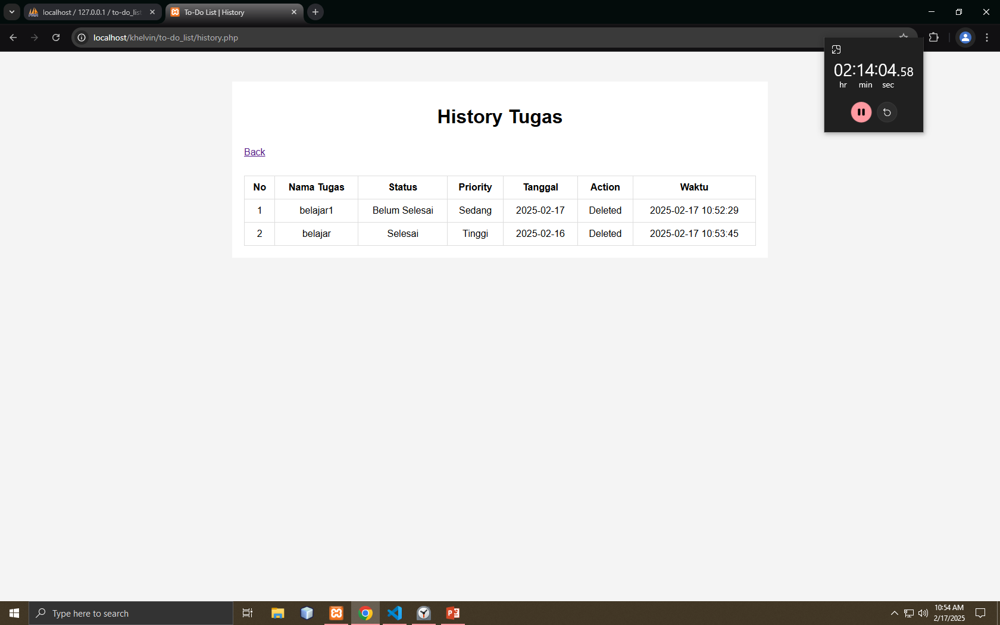 localhost / 127.0.0.1 / to-do_list
To-Do List | History
localhost/khelvin/to-do_list/history.php
02:14:04.58
hr min sec
History Tugas
Back
No Nama Tugas Status Priority Tanggal Action Waktu
1 belajar1 Belum Selesai Sedang 2025-02-17 Deleted 2025-02-17 10:52:29
2 belajar Selesai Tinggi 2025-02-16 Deleted 2025-02-17 10:53:45
Type here to search
10:54 AM
2/17/2025